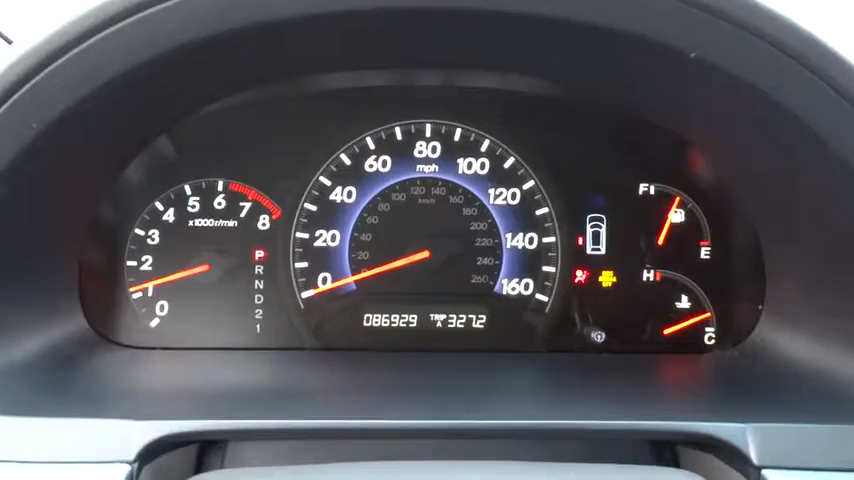 0
1
2
3
4
5
6
7
8
x1000r/min
P
R
N
D
2
1
0
20
40
60
80
100
120
140
160
mph
20
40
60
80
100
120
140
160
180
200
220
240
260
km/h
086929 TRIP A 327.2
F
E
H
C